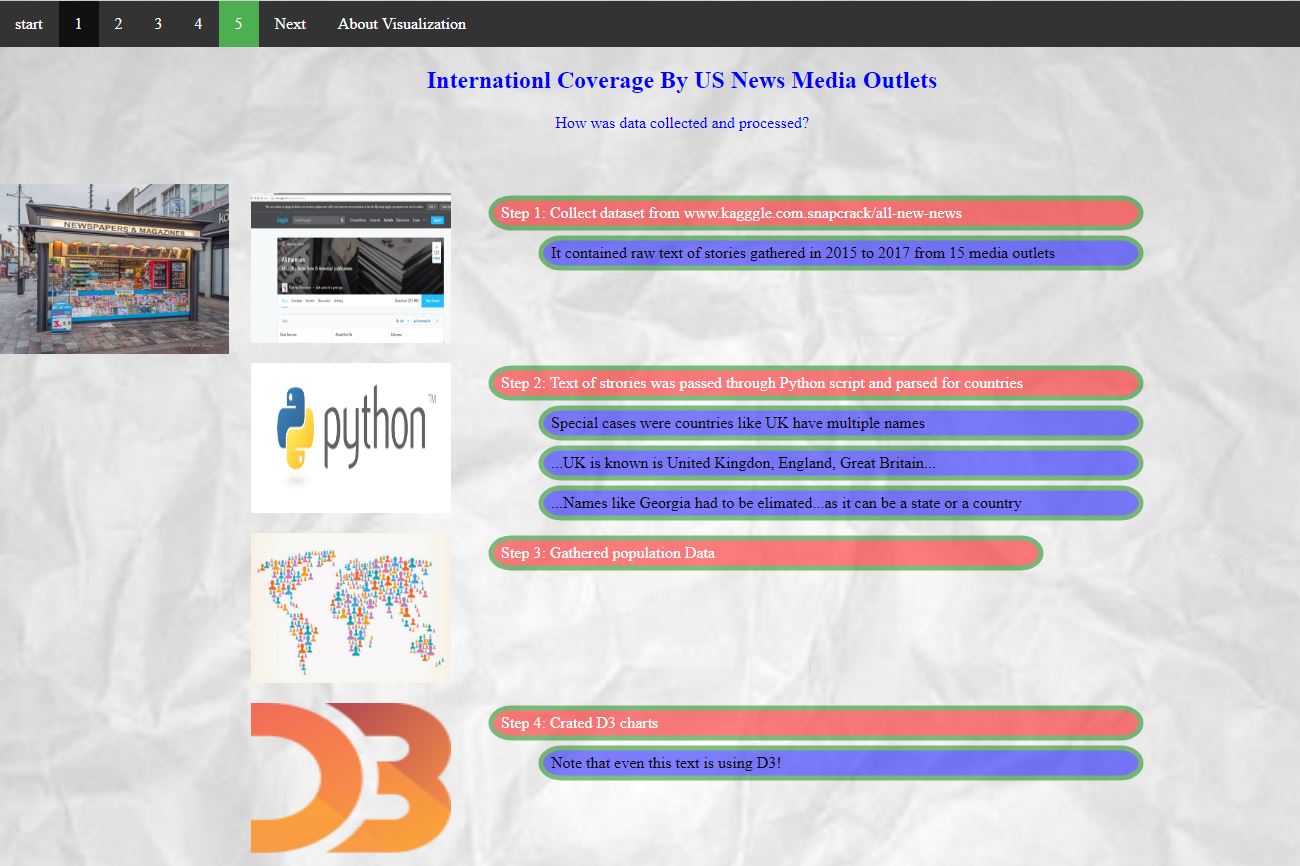 start 1 2 3 4 5 Next About Visualization
Internationl Coverage By US News Media Outlets
How was data collected and processed?
NEWSPAPERS & MAGAZINES
kaggle
All the news
Step 1: Collect dataset from www.kagggle.com.snapcrack/all-new-news
It contained raw text of stories gathered in 2015 to 2017 from 15 media outlets
python™
Step 2: Text of strories was passed through Python script and parsed for countries
Special cases were countries like UK have multiple names
...UK is known is United Kingdon, England, Great Britain...
...Names like Georgia had to be elimated...as it can be a state or a country
Step 3: Gathered population Data
D3
Step 4: Crated D3 charts
Note that even this text is using D3!